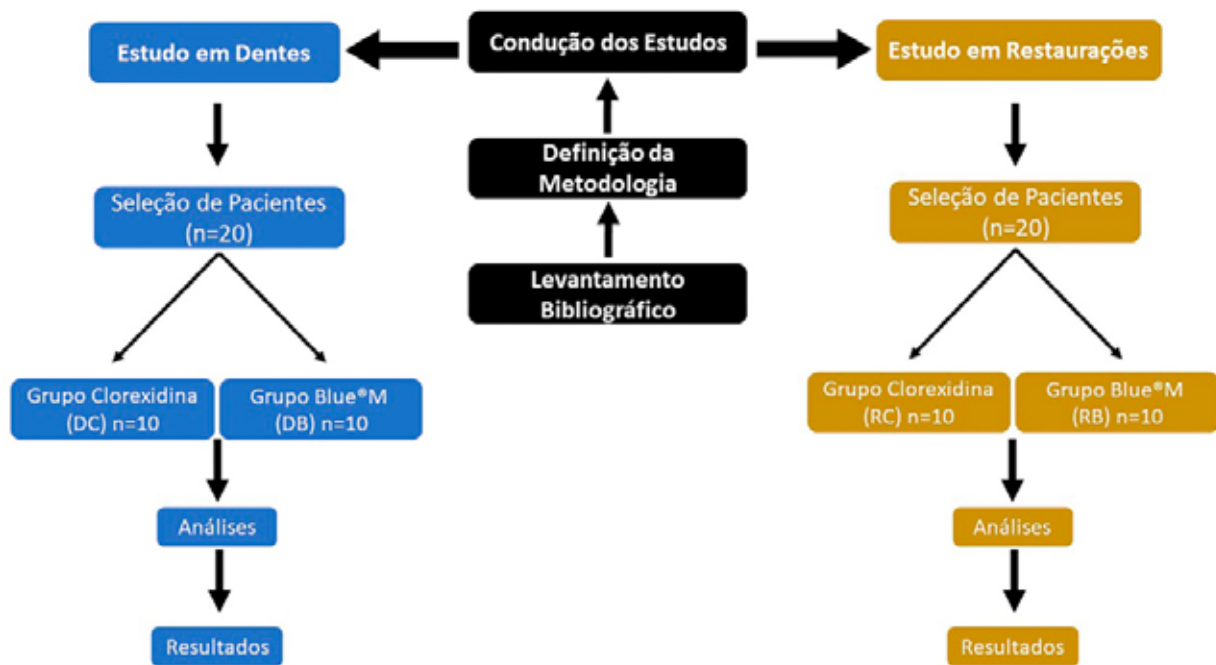 Estudo em Dentes
Condução dos Estudos
Estudo em Restaurações
Definição da
Metodologia
Seleção de Pacientes
(n=20)
Seleção de Pacientes
(n=20)
Levantamento
Bibliográfico
Grupo Clorexidina
(DC) n=10
Grupo Blue®M
(DB) n=10
Grupo Clorexidina
(RC) n=10
Grupo Blue®M
(RB) n=10
Análises
Análises
Resultados
Resultados